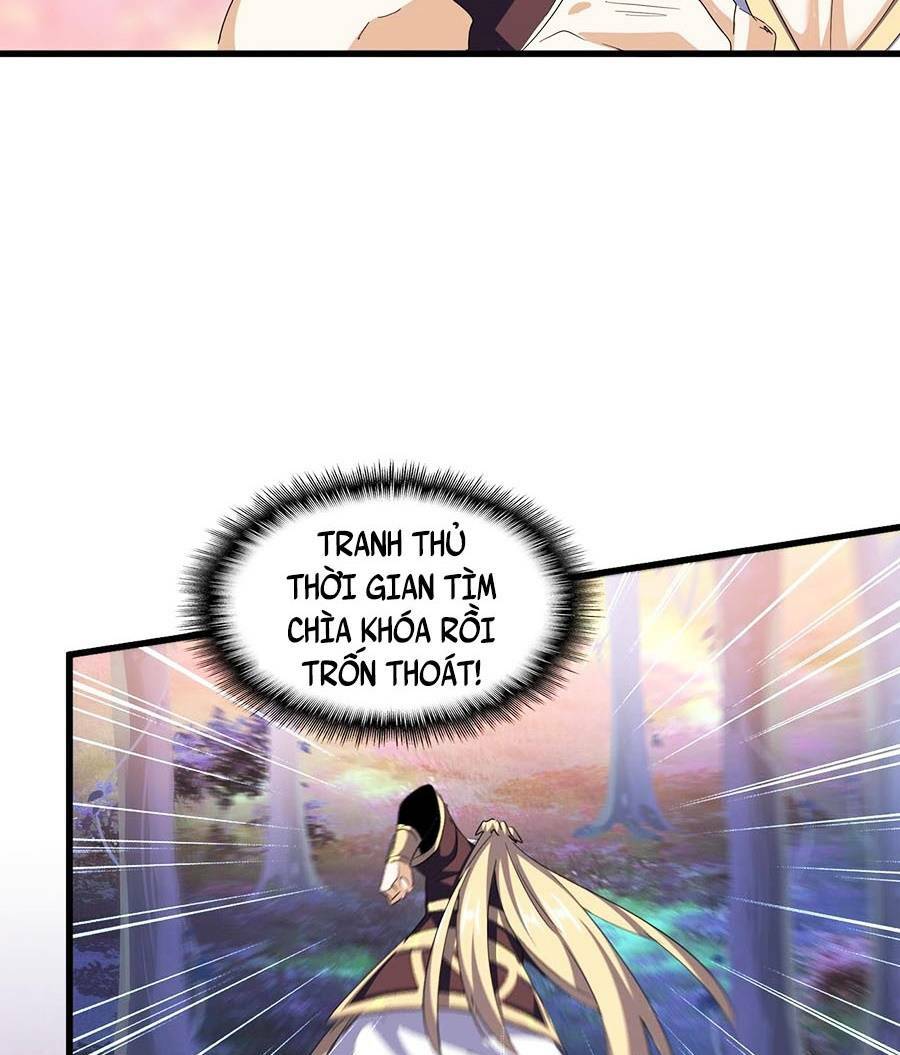 TRANH THỦ
THỜI GIAN TÌM
CHÌA KHÓA RỒI
TRỐN THOÁT!